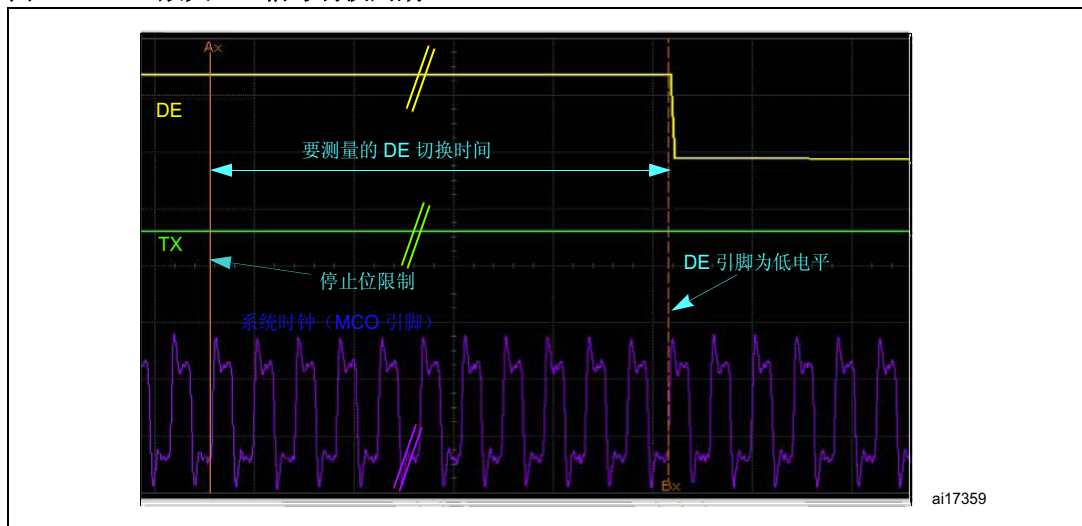 Ax
DE
要测量的 DE 切换时间
TX
DE 引脚为低电平
停止位限制
系统时钟（MCO 引脚）
Bx
ai17359